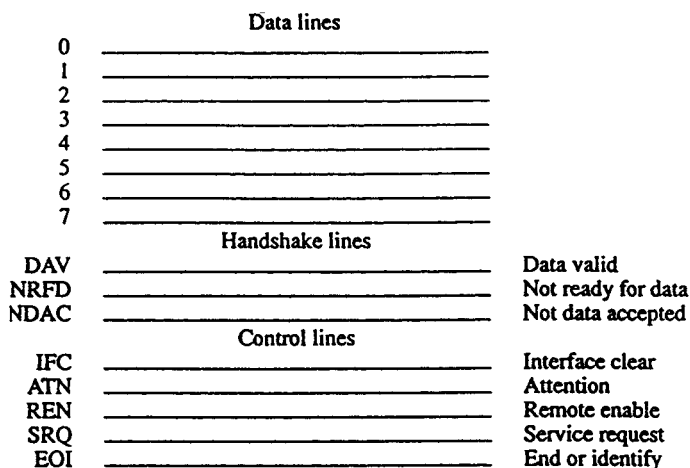 Data lines
0
1
2
3
4
5
6
7
Handshake lines
DAV Data valid
NRFD Not ready for data
NDAC Not data accepted
Control lines
IFC Interface clear
ATN Attention
REN Remote enable
SRQ Service request
EOI End or identify